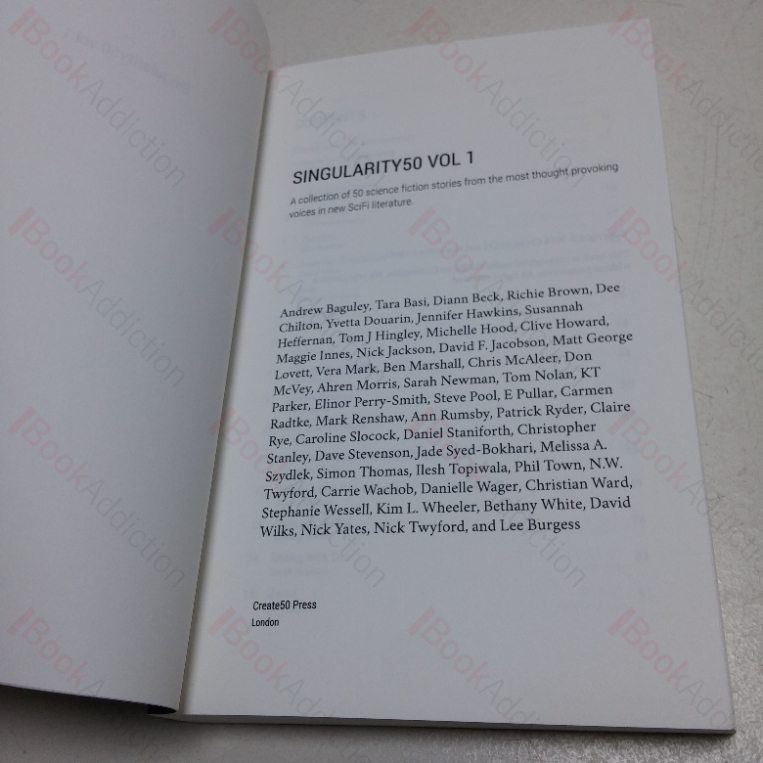 SINGULARITY50 VOL 1
A collection of 50 science fiction stories from the most thought provoking
voices in new SciFi literature.
Andrew Baguley, Tara Basi, Diann Beck, Richie Brown, Dee
Chilton, Yvetta Douarin, Jennifer Hawkins, Susannah
Heffernan, Tom J Hingley, Michelle Hood, Clive Howard,
Maggie Innes, Nick Jackson, David F. Jacobson, Matt George
Lovett, Vera Mark, Ben Marshall, Chris McAleer, Don
McVey, Ahren Morris, Sarah Newman, Tom Nolan, KT
Parker, Elinor Perry-Smith, Steve Pool, E Pullar, Carmen
Radtke, Mark Renshaw, Ann Rumsby, Patrick Ryder, Claire
Rye, Caroline Slocock, Daniel Staniforth, Christopher
Stanley, Dave Stevenson, Jade Syed-Bokhari, Melissa A.
Szydlek, Simon Thomas, Ilesh Topiwala, Phil Town, N.W.
Twyford, Carrie Wachob, Danielle Wager, Christian Ward,
Stephanie Wessell, Kim L. Wheeler, Bethany White, David
Wilks, Nick Yates, Nick Twyford, and Lee Burgess
Create50 Press
London
BookAddiction